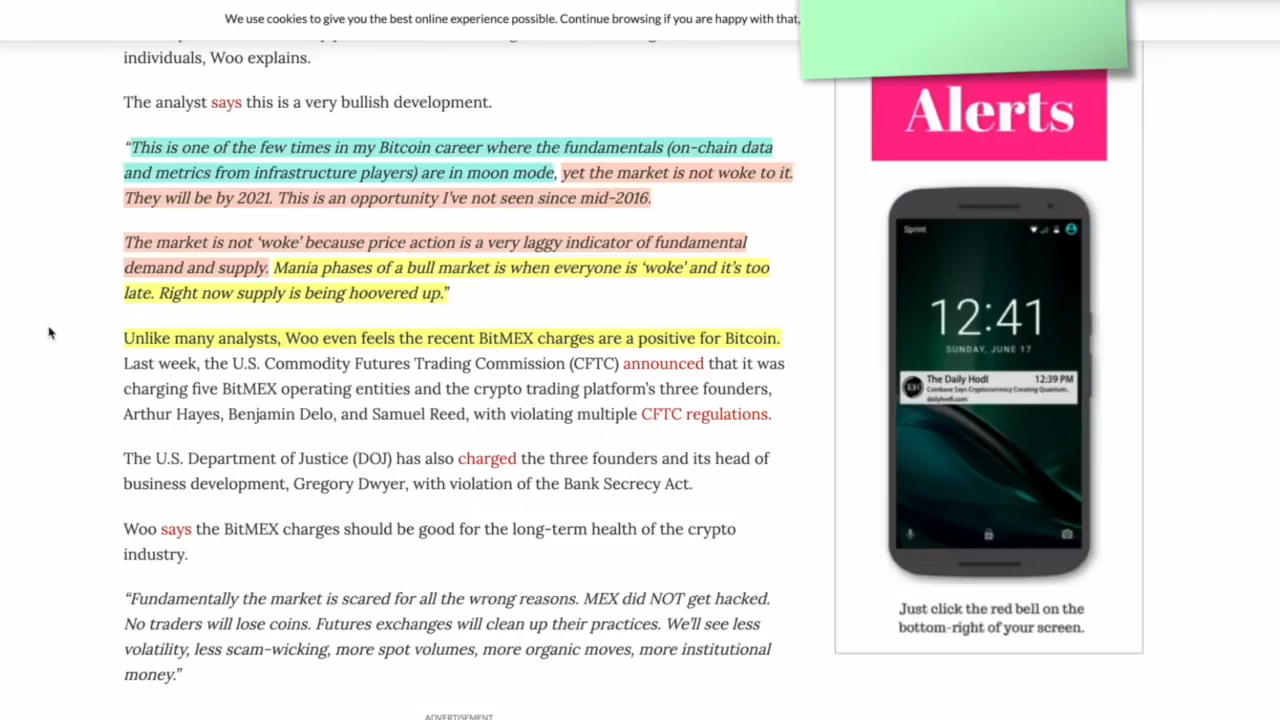 We use cookies to give you the best online experience possible. Continue browsing if you are happy with that,
individuals, Woo explains.
The analyst says this is a very bullish development.
“This is one of the few times in my Bitcoin career where the fundamentals (on-chain data
and metrics from infrastructure players) are in moon mode, yet the market is not woke to it.
They will be by 2021. This is an opportunity I’ve not seen since mid-2016.
The market is not ‘woke’ because price action is a very laggy indicator of fundamental
demand and supply. Mania phases of a bull market is when everyone is ‘woke’ and it’s too
late. Right now supply is being hoovered up.”
Unlike many analysts, Woo even feels the recent BitMEX charges are a positive for Bitcoin.
Last week, the U.S. Commodity Futures Trading Commission (CFTC) announced that it was
charging five BitMEX operating entities and the crypto trading platform’s three founders,
Arthur Hayes, Benjamin Delo, and Samuel Reed, with violating multiple CFTC regulations.
The U.S. Department of Justice (DOJ) has also charged the three founders and its head of
business development, Gregory Dwyer, with violation of the Bank Secrecy Act.
Woo says the BitMEX charges should be good for the long-term health of the crypto
industry.
“Fundamentally the market is scared for all the wrong reasons. MEX did NOT get hacked.
No traders will lose coins. Futures exchanges will clean up their practices. We’ll see less
volatility, less scam-wicking, more spot volumes, more organic moves, more institutional
money.”
ADVERTISEMENT
Alerts
Sprint
12:41
SUNDAY, JUNE 17
The Daily Hodl 12:39 PM
Coinbase Says Cryptocurrency Creating Quantum,
dailyhodl.com
Just click the red bell on the
bottom-right of your screen.